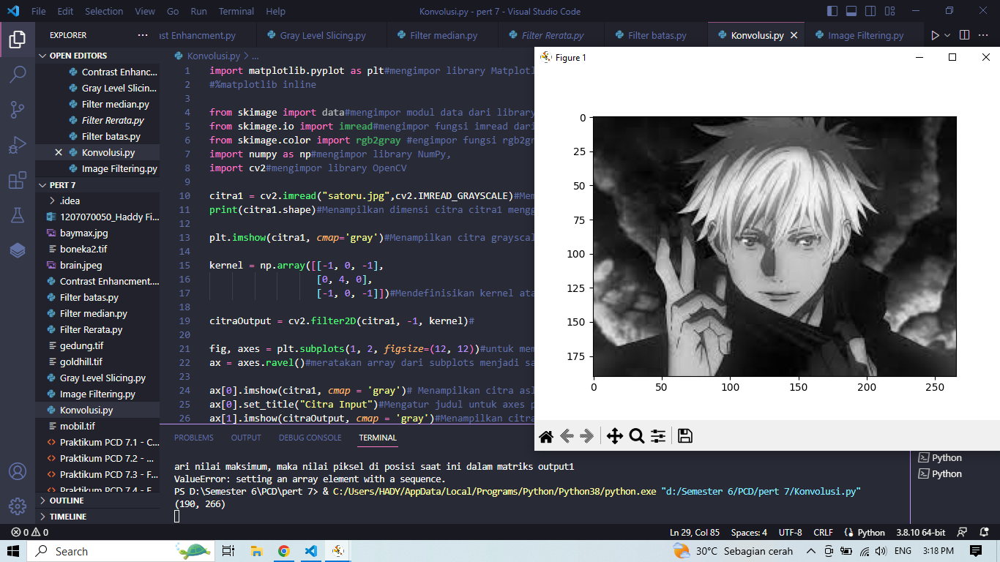 File Edit Selection View Go Run Terminal Help
Konvolusi.py - pert 7 - Visual Studio Code
EXPLORER
ast Enhancment.py
Gray Level Slicing.py
Filter median.py
Filter Rerata.py
Filter batas.py
Konvolusi.py
Image Filtering.py
OPEN EDITORS
Contrast Enhanc...
Gray Level Slicin...
Filter median.py
Filter Rerata.py
Filter batas.py
Konvolusi.py
Image Filtering.py
PERT 7
.idea
1207070050_Haddy Fi...
baymax.jpg
boneka2.tif
brain.jpeg
Contrast Enhancment....
Filter batas.py
Filter median.py
Filter Rerata.py
gedung.tif
goldhill.tif
Gray Level Slicing.py
Image Filtering.py
Konvolusi.py
mobil.tif
Praktikum PCD 7.1 - C...
Praktikum PCD 7.2 - ...
Praktikum PCD 7.3 - F...
Praktikum PCD 7.4 - F...
OUTLINE
TIMELINE
Konvolusi.py > ...
1 import matplotlib.pyplot as plt#mengimpor library Matplotl
2 #%matplotlib inline
3
4 from skimage import data#mengimpor modul data dari library
5 from skimage.io import imread#mengimpor fungsi imread dari
6 from skimage.color import rgb2gray #engimpor fungsi rgb2gr
7 import numpy as np#mengimpor library NumPy,
8 import cv2#mengimpor library OpenCV
9
10 citra1 = cv2.imread("satoru.jpg",cv2.IMREAD_GRAYSCALE)#Mem
11 print(citra1.shape)#Menampilkan dimensi citra citra1 mengg
12
13 plt.imshow(citra1, cmap='gray')#Menampilkan citra grayscal
14
15 kernel = np.array([[-1, 0, -1],
16 [0, 4, 0],
17 [-1, 0, -1]])#Mendefinisikan kernel ata
18
19 citraOutput = cv2.filter2D(citra1, -1, kernel)#
20
21 fig, axes = plt.subplots(1, 2, figsize=(12, 12))#untuk mem
22 ax = axes.ravel()#meratakan array dari subplots menjadi sa
23
24 ax[0].imshow(citra1, cmap = 'gray')# Menampilkan citra asl
25 ax[0].set_title("Citra Input")#Mengatur judul untuk axes p
26 ax[1].imshow(citraOutput, cmap = 'gray')#Menampilkan citra
Figure 1
0
25
50
75
100
125
150
175
0 50 100 150 200 250
PROBLEMS OUTPUT DEBUG CONSOLE TERMINAL
ari nilai maksimum, maka nilai piksel di posisi saat ini dalam matriks output1
ValueError: setting an array element with a sequence.
PS D:\Semester 6\PCD\pert 7> & C:/Users/HADY/AppData/Local/Programs/Python/Python38/python.exe "d:/Semester 6/PCD/pert 7/Konvolusi.py"
(190, 266)
Python
Python
0 0
Ln 29, Col 85 Spaces: 4 UTF-8 CRLF Python 3.8.10 64-bit
Search
30°C Sebagian cerah ENG 3:18 PM